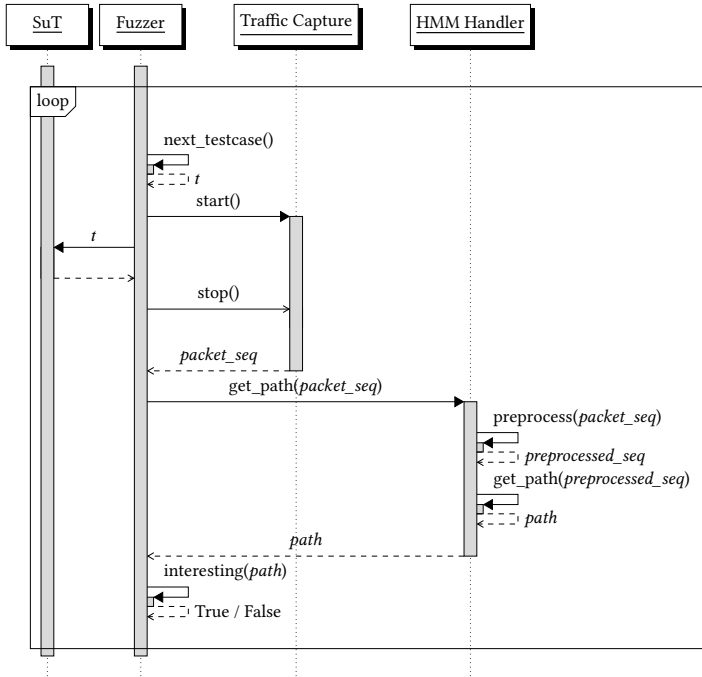 SuT
Fuzzer
Traffic Capture
HMM Handler
loop
next_testcase()
t
start()
t
stop()
packet_seq
get_path(packet_seq)
preprocess(packet_seq)
preprocessed_seq
get_path(preprocessed_seq)
path
path
interesting(path)
True / False